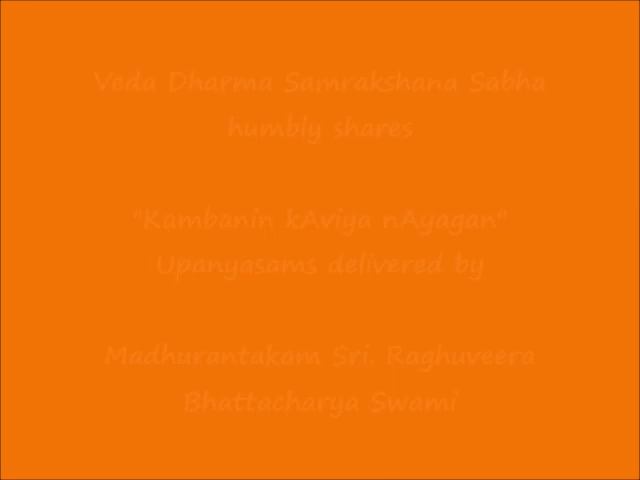 Veda Dharma Samrakshana Sabha
humbly shares
"Kambanin kAviya nAyagan"
Upanyasams delivered by
Madhurantakam Sri. Raghuveera
Bhattacharya Swami